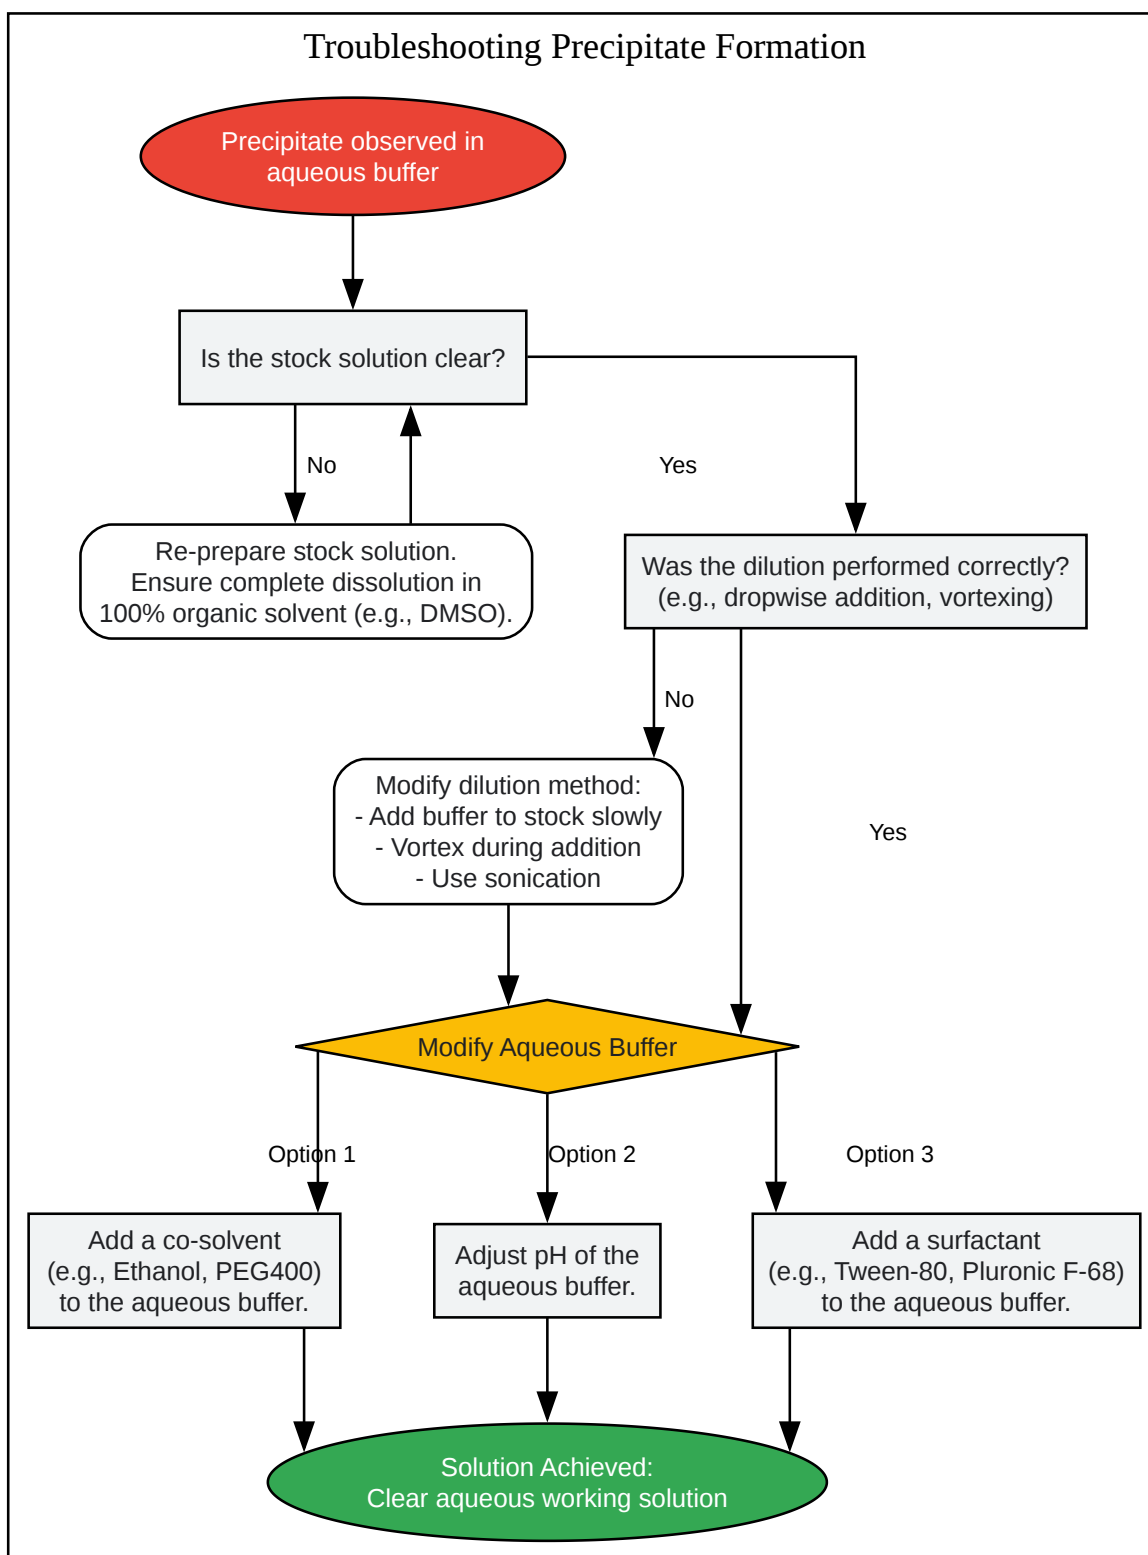 Troubleshooting Precipitate Formation
Precipitate observed in
aqueous buffer
Is the stock solution clear?
No
Yes
Re-prepare stock solution.
Ensure complete dissolution in
100% organic solvent (e.g., DMSO).
Was the dilution performed correctly?
(e.g., dropwise addition, vortexing)
No
Modify dilution method:
- Add buffer to stock slowly
- Vortex during addition
- Use sonication
Yes
Modify Aqueous Buffer
Option 1
Option 2
Option 3
Add a co-solvent
(e.g., Ethanol, PEG400)
to the aqueous buffer.
Adjust pH of the
aqueous buffer.
Add a surfactant
(e.g., Tween-80, Pluronic F-68)
to the aqueous buffer.
Solution Achieved:
Clear aqueous working solution